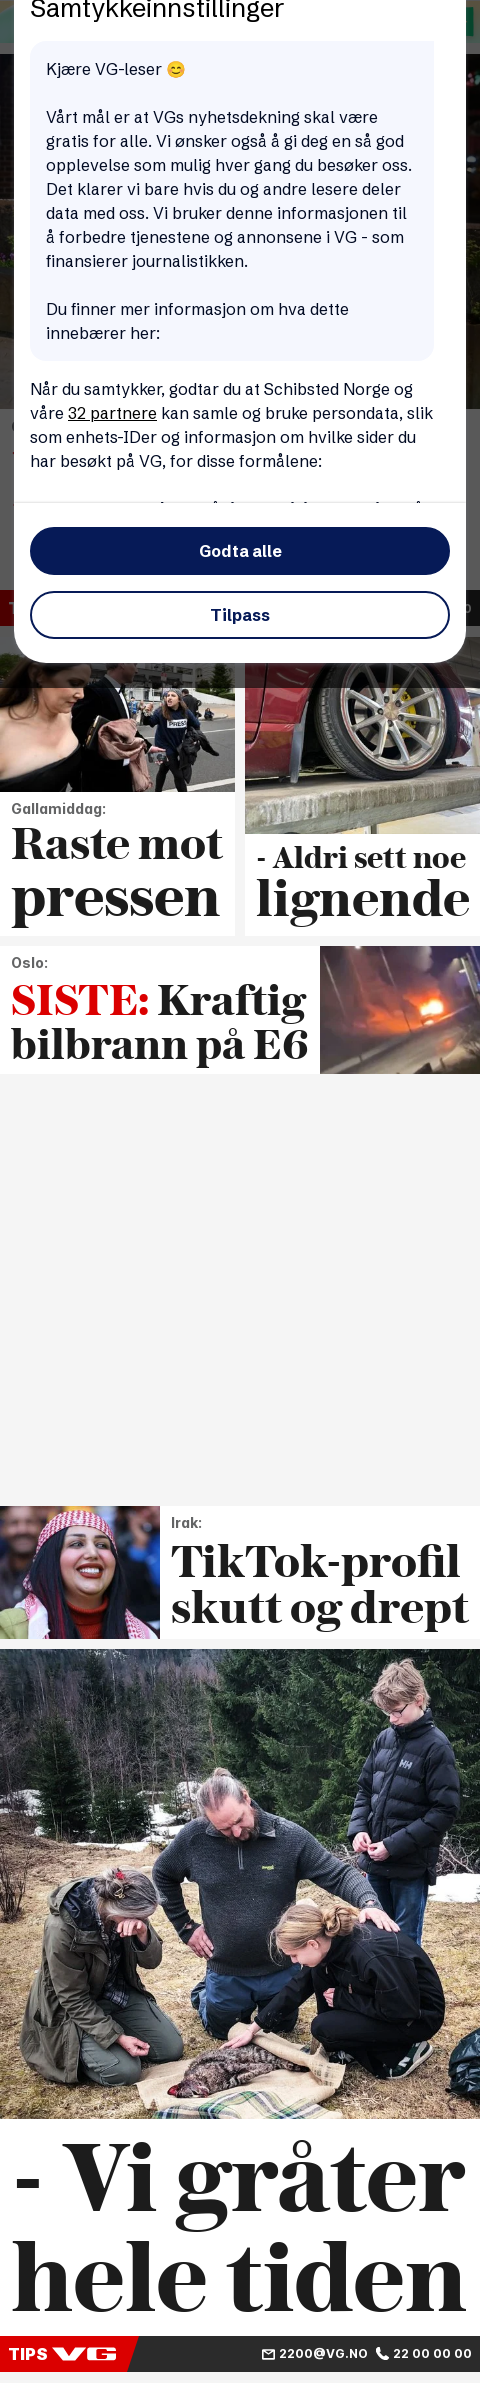 Samtykkeinnstillinger
Kjære VG-leser 😊
Vårt mål er at VGs nyhetsdekning skal være
gratis for alle. Vi ønsker også å gi deg en så god
opplevelse som mulig hver gang du besøker oss.
Det klarer vi bare hvis du og andre lesere deler
data med oss. Vi bruker denne informasjonen til
å forbedre tjenestene og annonsene i VG - som
finansierer journalistikken.
Du finner mer informasjon om hva dette
innebærer her:
Når du samtykker, godtar du at Schibsted Norge og
våre 32 partnere kan samle og bruke persondata, slik
som enhets-IDer og informasjon om hvilke sider du
har besøkt på VG, for disse formålene:
Godta alle
Tilpass
PRESS
Gallamiddag:
Raste mot
pressen
- Aldri sett noe
lignende
Oslo:
SISTE: Kraftig
bilbrann på E6
Irak:
TikTok-profil
skutt og drept
HH
- Vi gråter
hele tiden
TIPS VG 2200@VG.NO 22 00 00 00